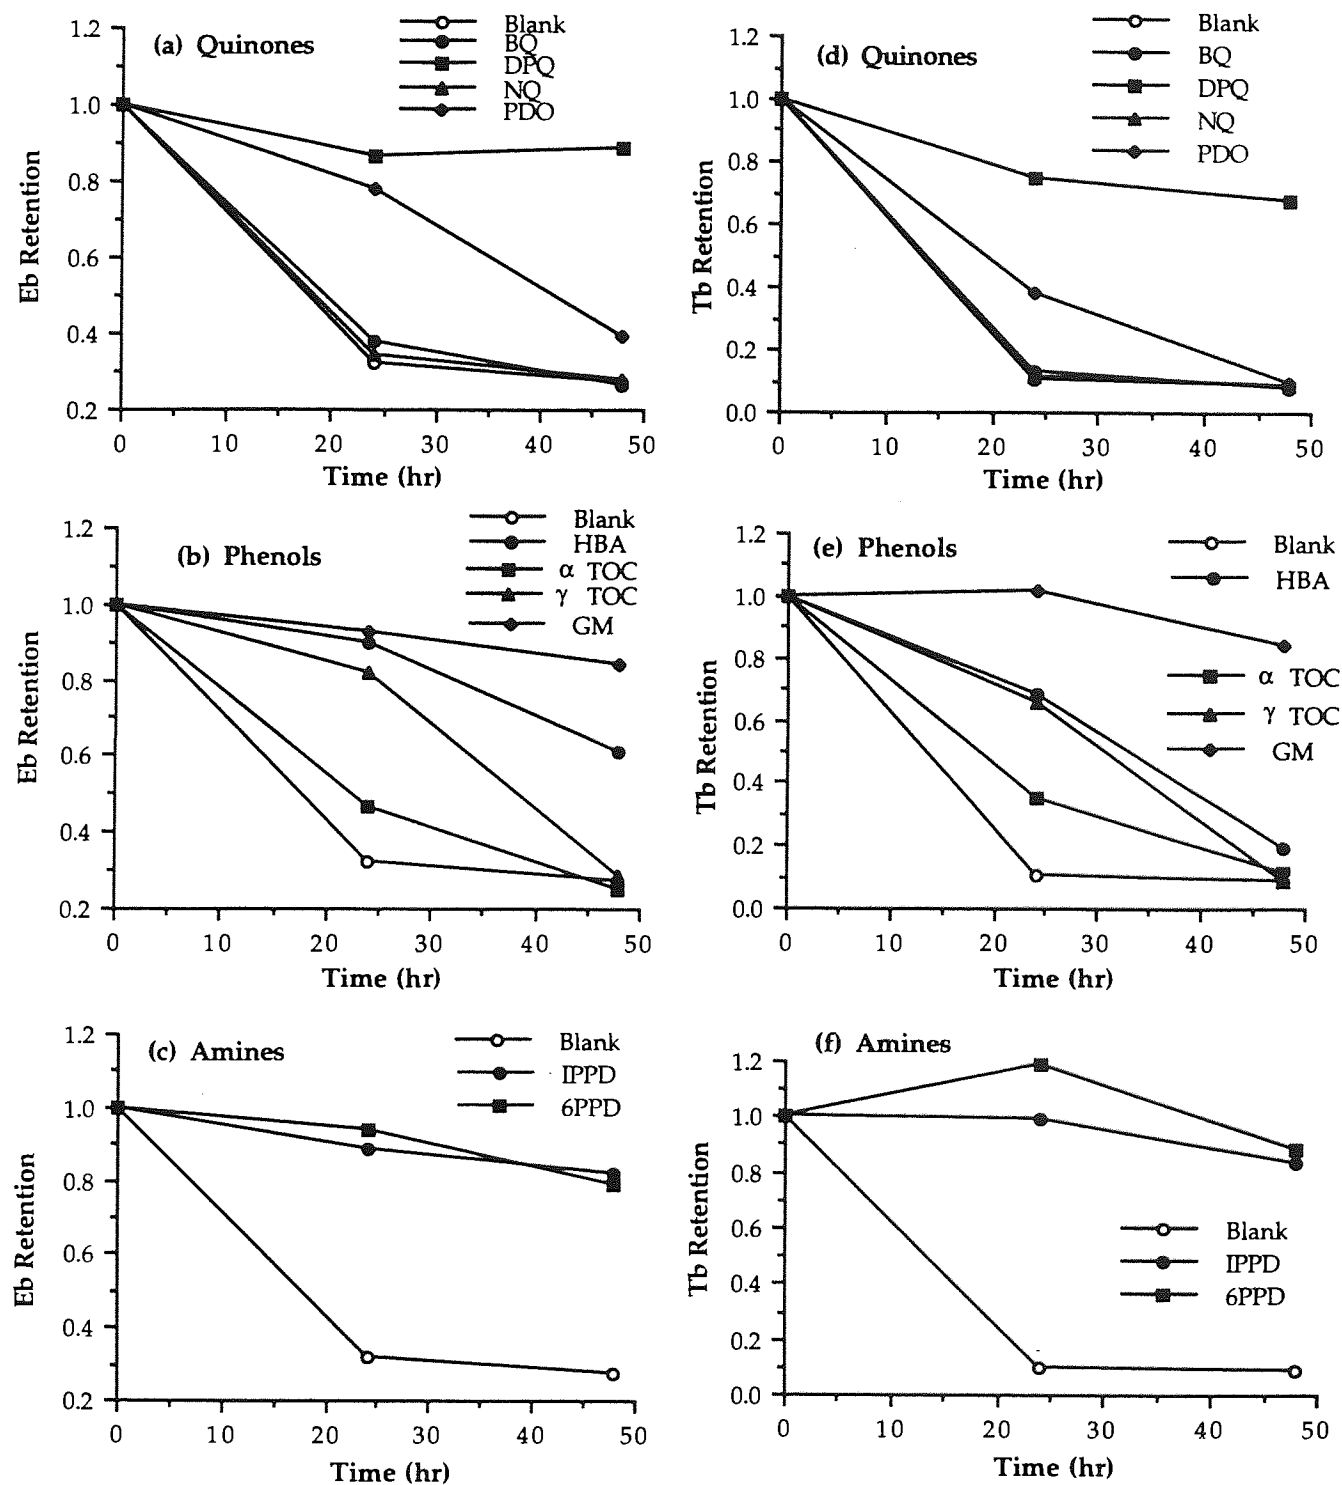 (a) Quinones
Blank
BQ
DPQ
NQ
PDO
1.2
1.0
0.8
0.6
0.4
0.2
Eb Retention
0 10 20 30 40 50
Time (hr)
(d) Quinones
Blank
BQ
DPQ
NQ
PDO
1.2
1.0
0.8
0.6
0.4
0.2
0.0
Tb Retention
0 10 20 30 40 50
Time (hr)
(b) Phenols
Blank
HBA
α TOC
γ TOC
GM
1.2
1.0
0.8
0.6
0.4
0.2
Eb Retention
0 10 20 30 40 50
Time (hr)
(e) Phenols
Blank
HBA
α TOC
γ TOC
GM
1.2
1.0
0.8
0.6
0.4
0.2
0.0
Tb Retention
0 10 20 30 40 50
Time (hr)
(c) Amines
Blank
IPPD
6PPD
1.2
1.0
0.8
0.6
0.4
0.2
Eb Retention
0 10 20 30 40 50
Time (hr)
(f) Amines
Blank
IPPD
6PPD
1.2
1.0
0.8
0.6
0.4
0.2
0.0
Tb Retention
0 10 20 30 40 50
Time (hr)